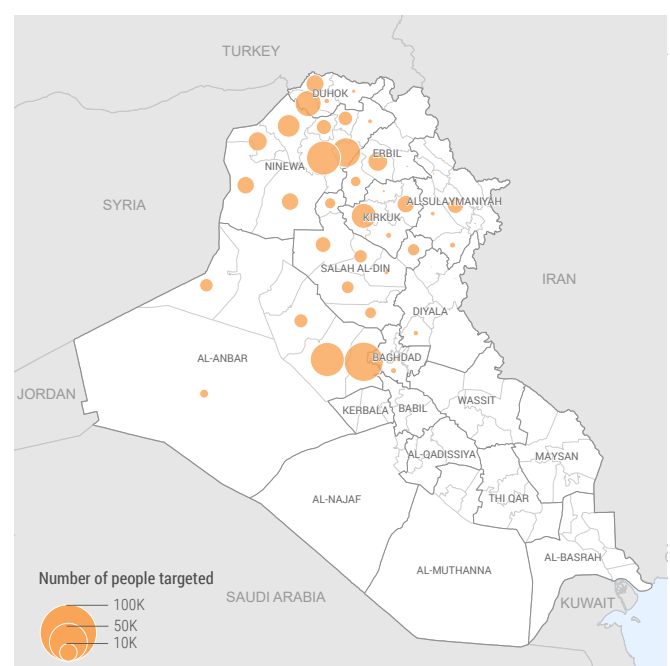 TURKEY
DUHOK
ERBIL
NINEWA
SYRIA
ALSULAYMANIYAH
KIRKUK
SALAH AL-DIN
IRAN
DIYALA
AL-ANBAR
BAGHDAD
JORDAN
KERBALA
BABIL
WASSIT
AL-QADISSIYA
MAYSAN
AL-NAJAF
THI QAR
AL-BASRAH
AL-MUTHANNA
Number of people targeted
SAUDI ARABIA
KUWAIT
100K
50K
10K